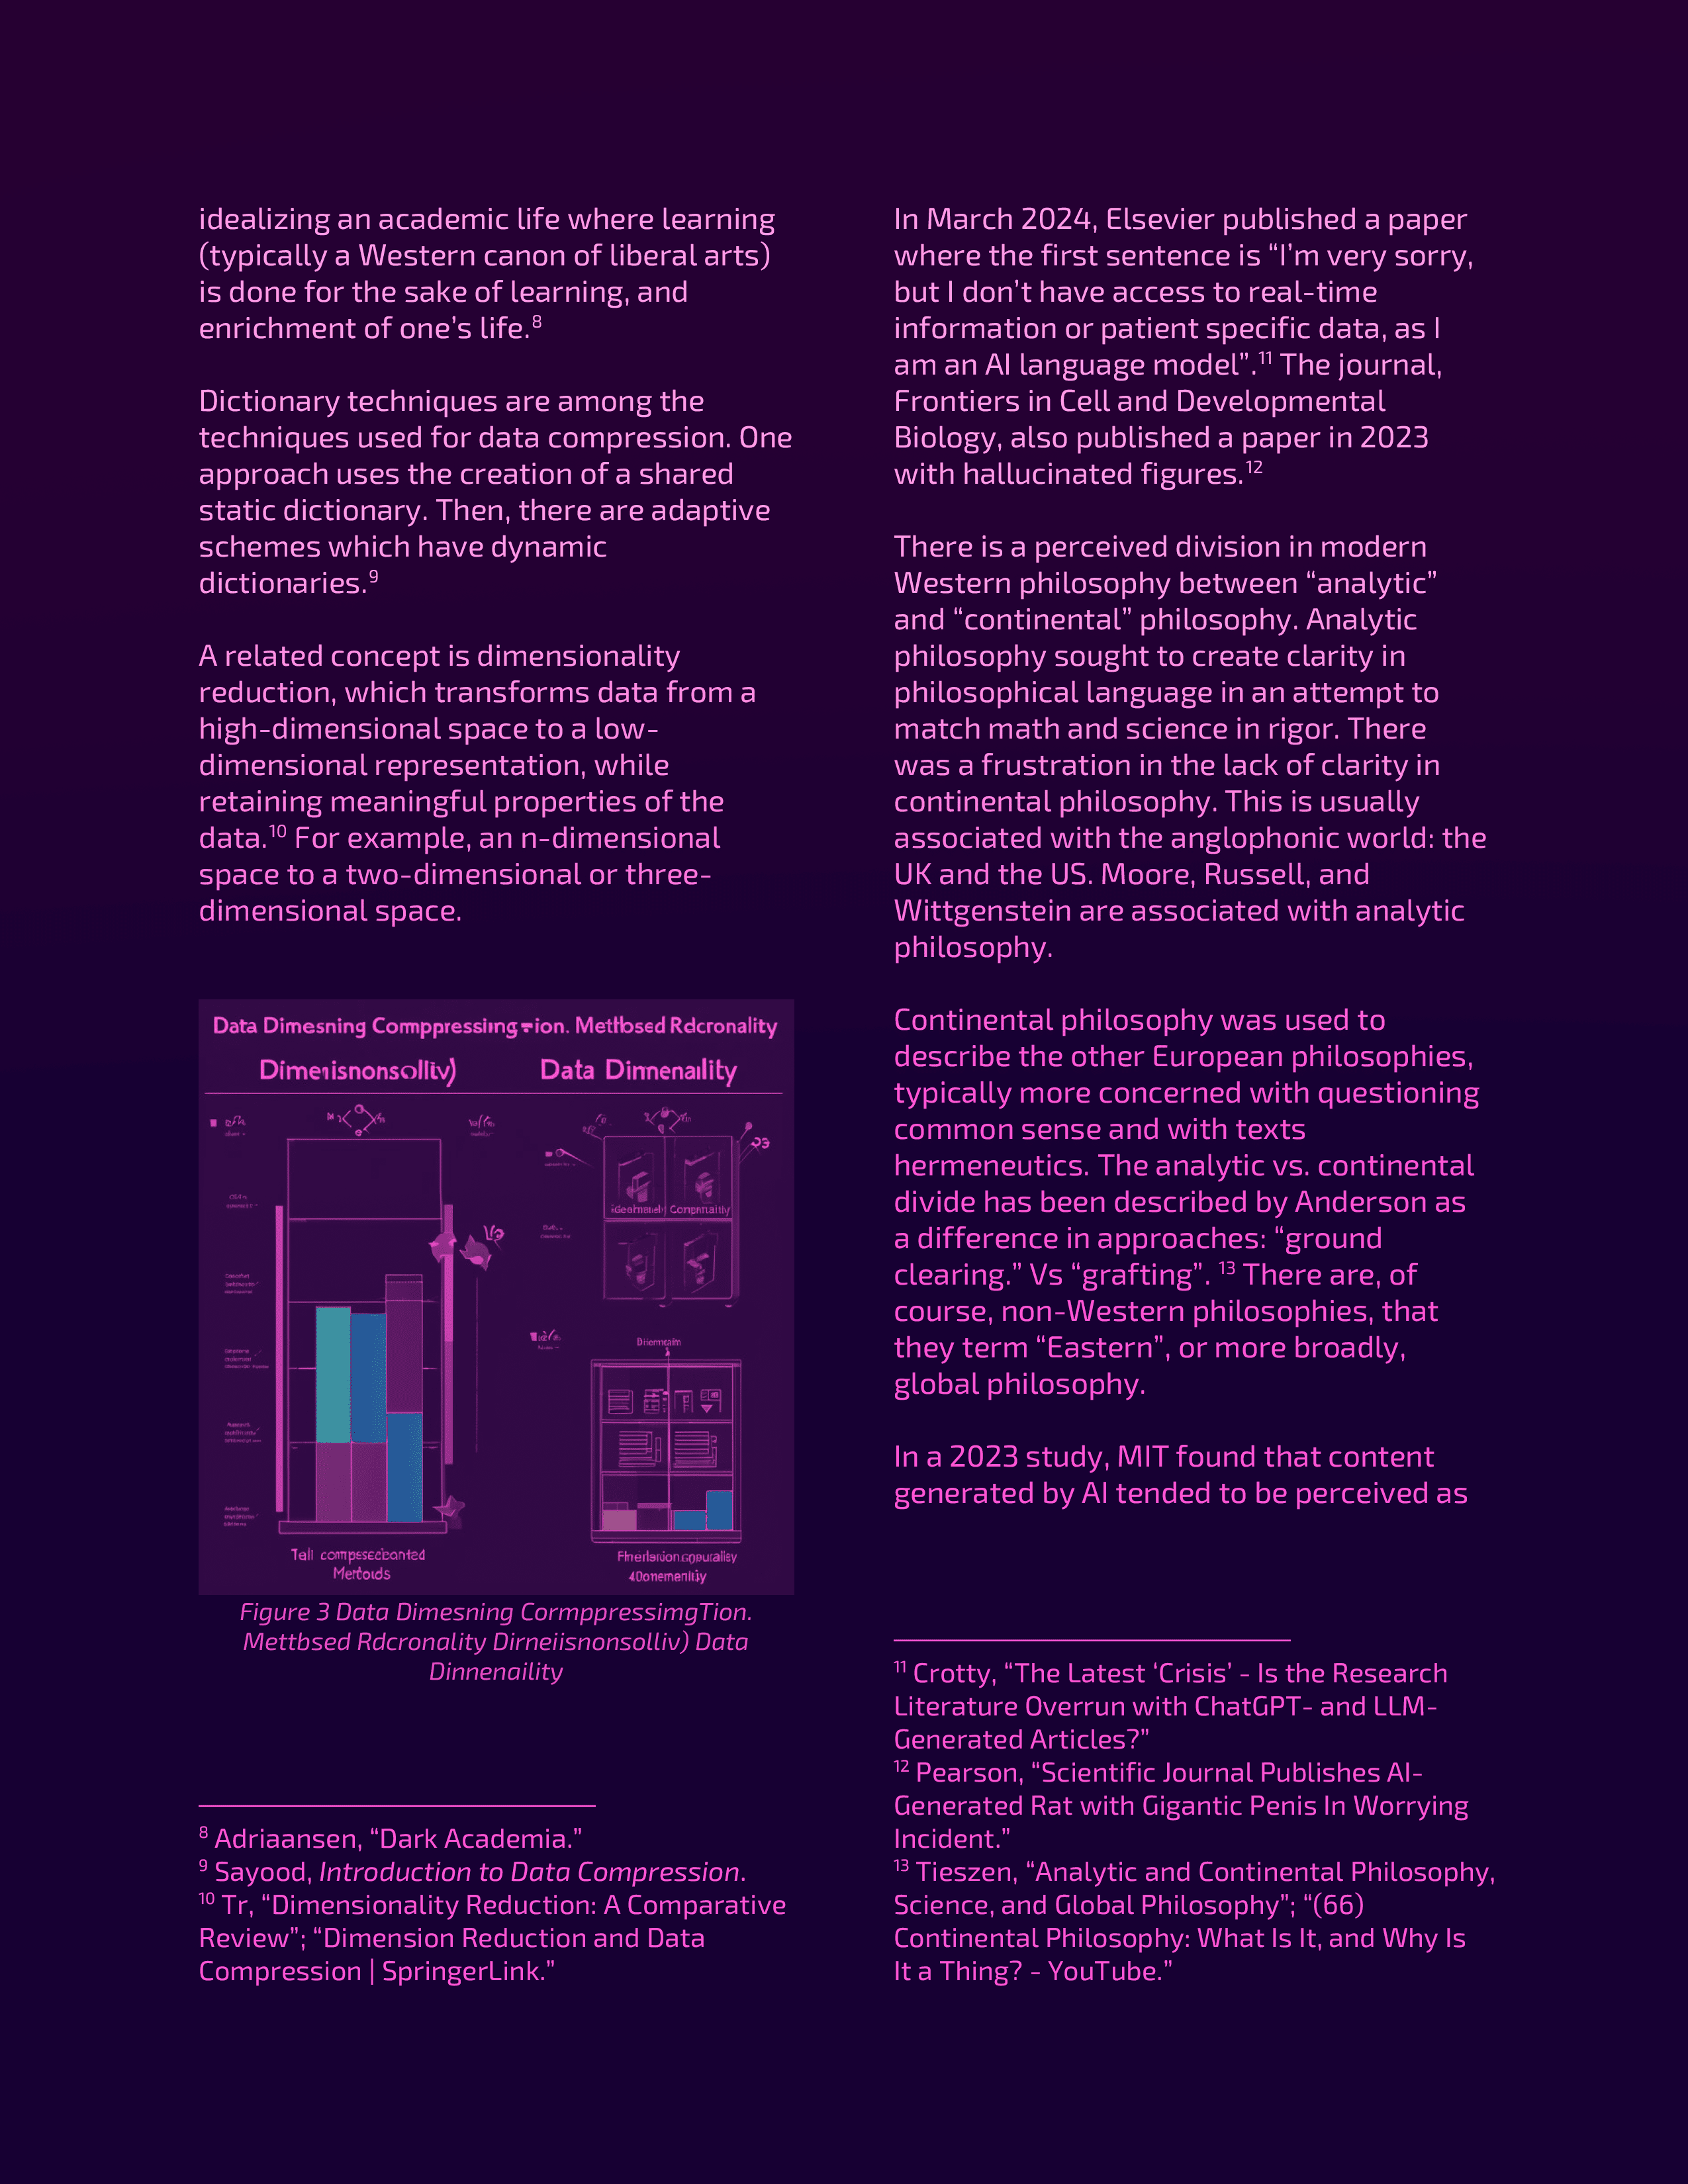 idealizing an academic life where learning
(typically a Western canon of liberal arts)
is done for the sake of learning, and
enrichment of one’s life.⁸
Dictionary techniques are among the
techniques used for data compression. One
approach uses the creation of a shared
static dictionary. Then, there are adaptive
schemes which have dynamic
dictionaries.⁹
A related concept is dimensionality
reduction, which transforms data from a
high-dimensional space to a low-
dimensional representation, while
retaining meaningful properties of the
data.¹⁰ For example, an n-dimensional
space to a two-dimensional or three-
dimensional space.
Data Dimesning Comppressing-ion. Mettbsed Rdcronality
Data Dinnenaility
Figure 3 Data Dimesning CormppressimgTion.
Mettbsed Rdcronality Dirneiisnonsolliv) Data
Dinnenaility
⁸ Adriaansen, “Dark Academia.”
⁹ Sayood, Introduction to Data Compression.
¹⁰ Tr, “Dimensionality Reduction: A Comparative
Review”; “Dimension Reduction and Data
Compression | SpringerLink.”
In March 2024, Elsevier published a paper
where the first sentence is “I’m very sorry,
but I don’t have access to real-time
information or patient specific data, as I
am an AI language model”.¹¹ The journal,
Frontiers in Cell and Developmental
Biology, also published a paper in 2023
with hallucinated figures.¹²
There is a perceived division in modern
Western philosophy between “analytic”
and “continental” philosophy. Analytic
philosophy sought to create clarity in
philosophical language in an attempt to
match math and science in rigor. There
was a frustration in the lack of clarity in
continental philosophy. This is usually
associated with the anglophonic world: the
UK and the US. Moore, Russell, and
Wittgenstein are associated with analytic
philosophy.
Continental philosophy was used to
describe the other European philosophies,
typically more concerned with questioning
common sense and with texts
hermeneutics. The analytic vs. continental
divide has been described by Anderson as
a difference in approaches: “ground
clearing.” Vs “grafting”. ¹³ There are, of
course, non-Western philosophies, that
they term “Eastern”, or more broadly,
global philosophy.
In a 2023 study, MIT found that content
generated by AI tended to be perceived as
¹¹ Crotty, “The Latest ‘Crisis’ - Is the Research
Literature Overrun with ChatGPT- and LLM-
Generated Articles?”
¹² Pearson, “Scientific Journal Publishes AI-
Generated Rat with Gigantic Penis In Worrying
Incident.”
¹³ Tieszen, “Analytic and Continental Philosophy,
Science, and Global Philosophy”; “(66)
Continental Philosophy: What Is It, and Why Is
It a Thing? - YouTube.”